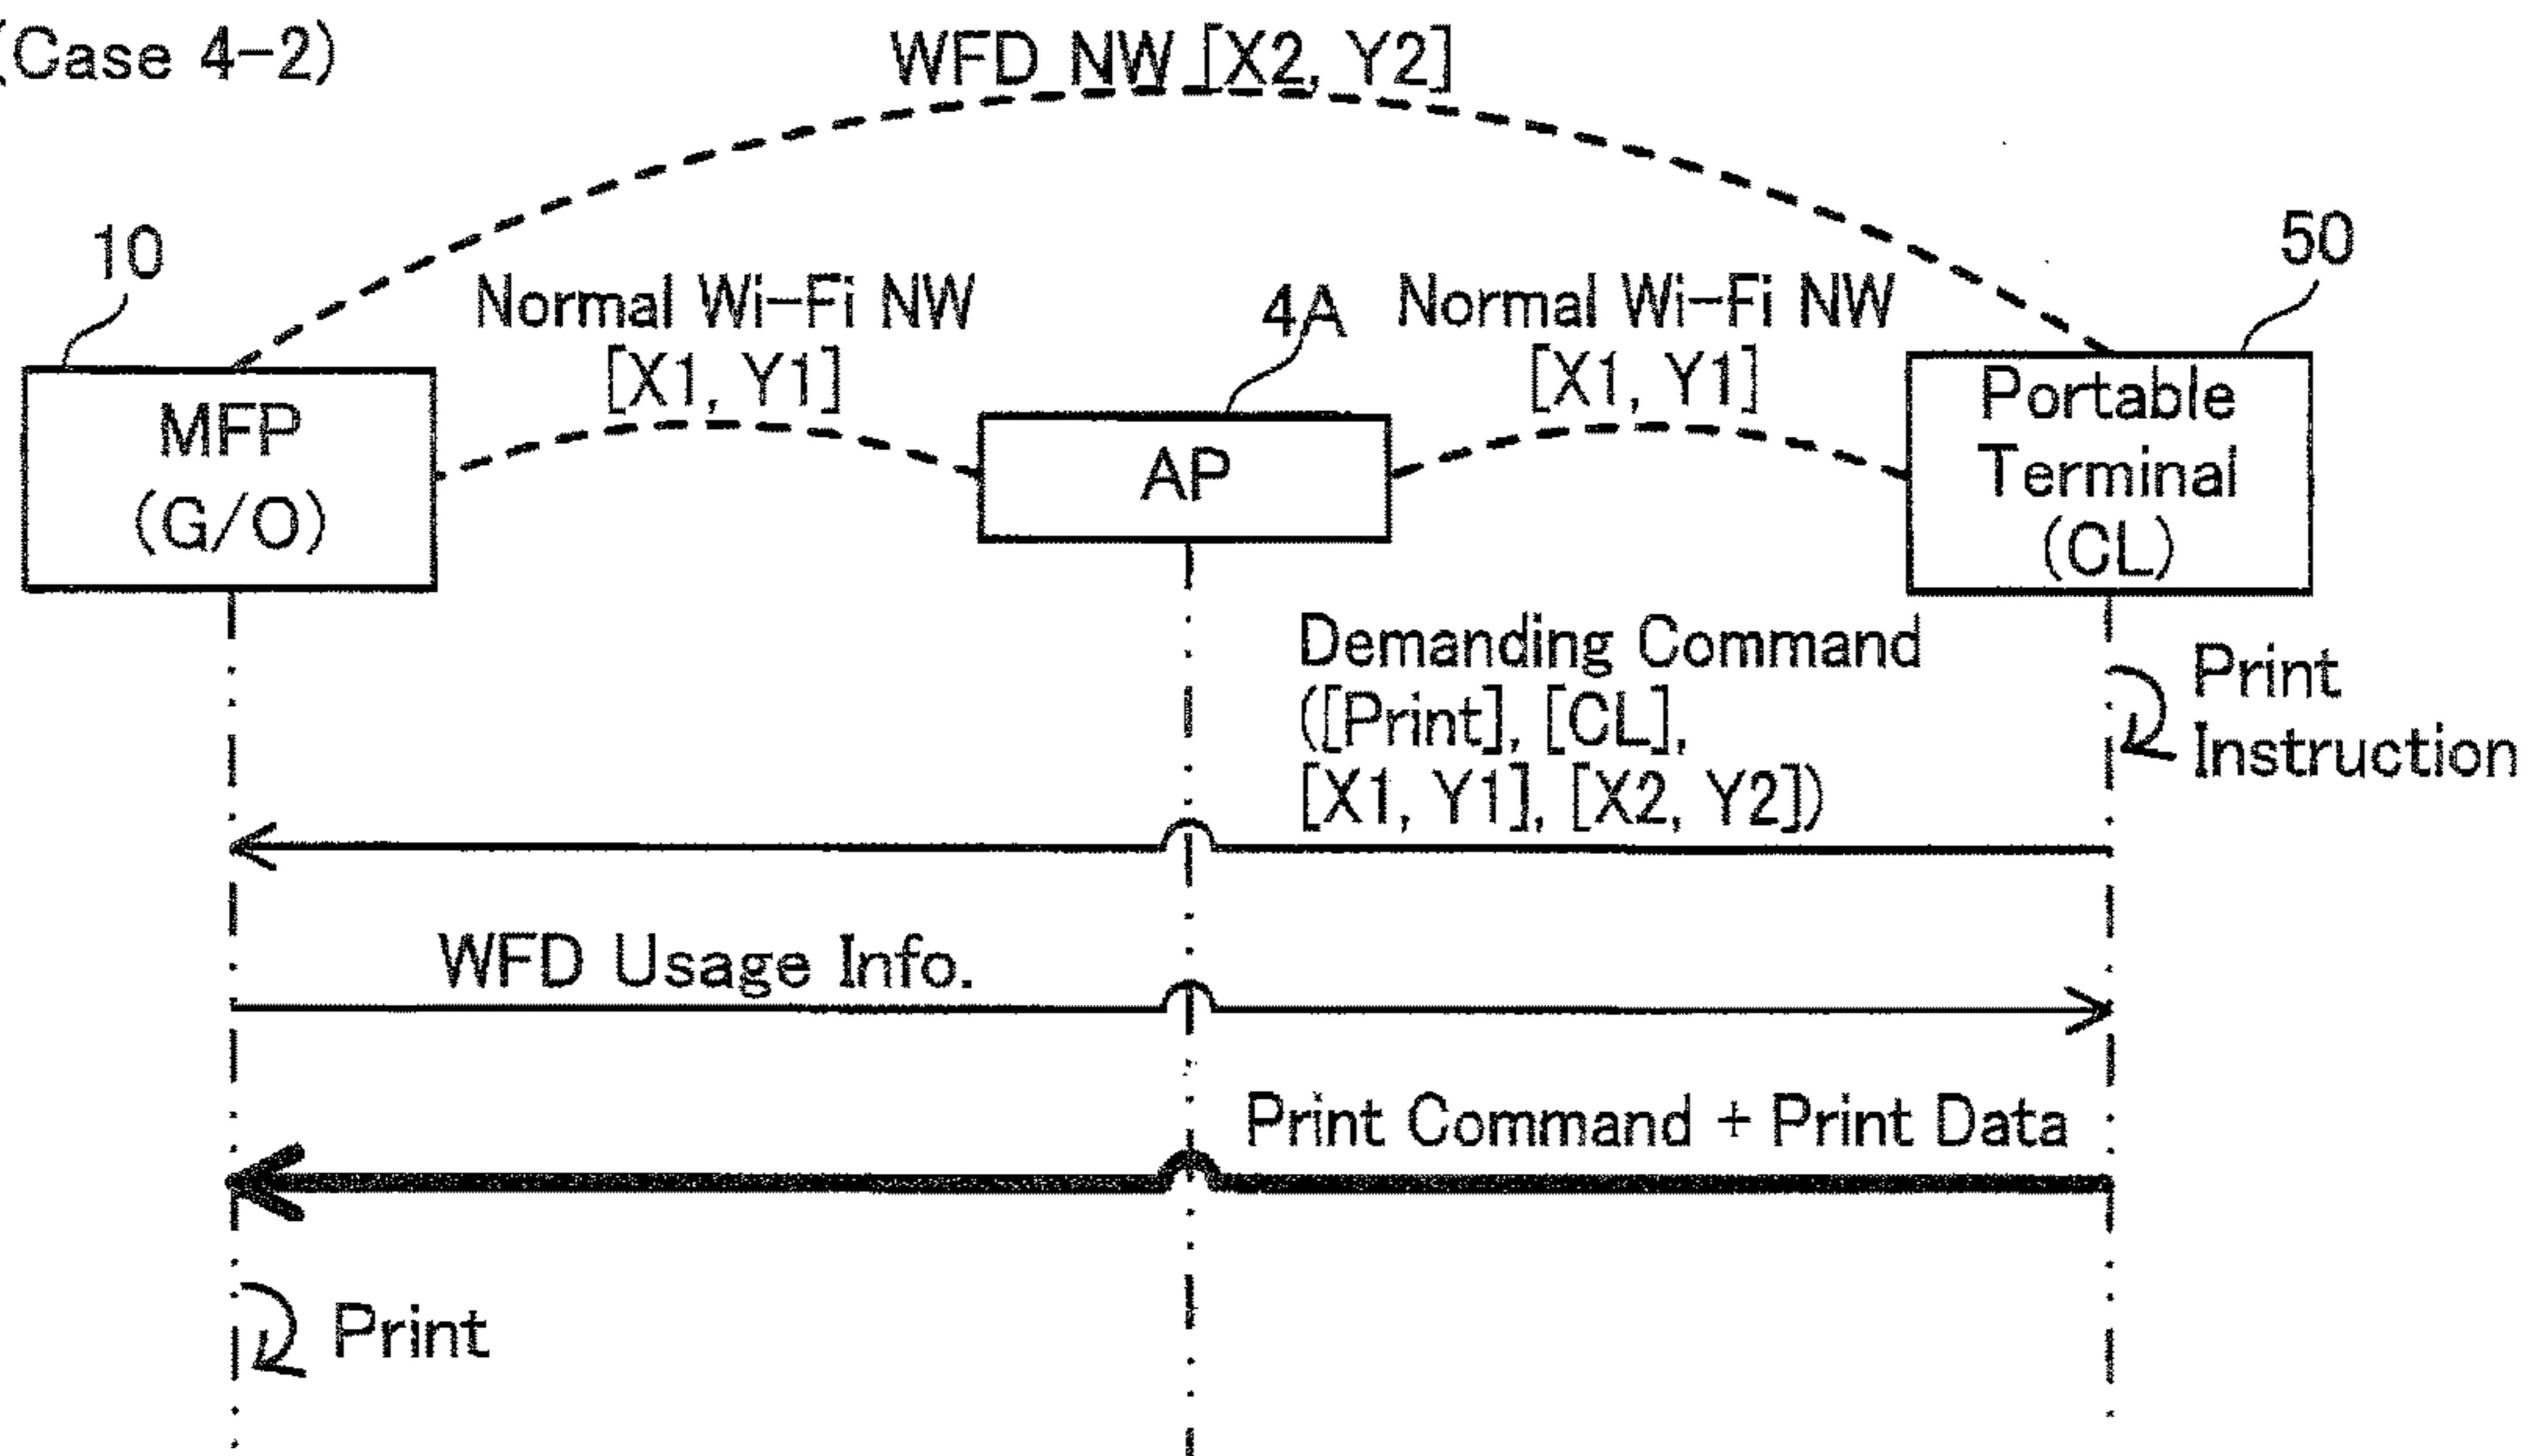 (Case 4-2)
WFD NW [X2, Y2]
10
Normal Wi-Fi NW
[X1, Y1]
4A
Normal Wi-Fi NW
[X1, Y1]
50
MFP
(G/O)
AP
Portable
Terminal
(CL)
Demanding Command
([Print], [CL],
[X1, Y1], [X2, Y2])
Print
Instruction
WFD Usage Info.
Print Command + Print Data
Print